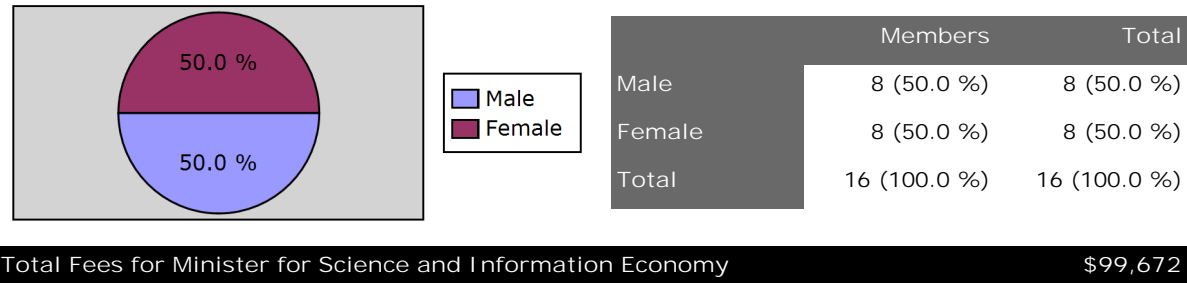 50.0 %
50.0 %
Male
Female
Members Total
Male 8 (50.0 %) 8 (50.0 %)
Female 8 (50.0 %) 8 (50.0 %)
Total 16 (100.0 %) 16 (100.0 %)
Total Fees for Minister for Science and Information Economy $99,672